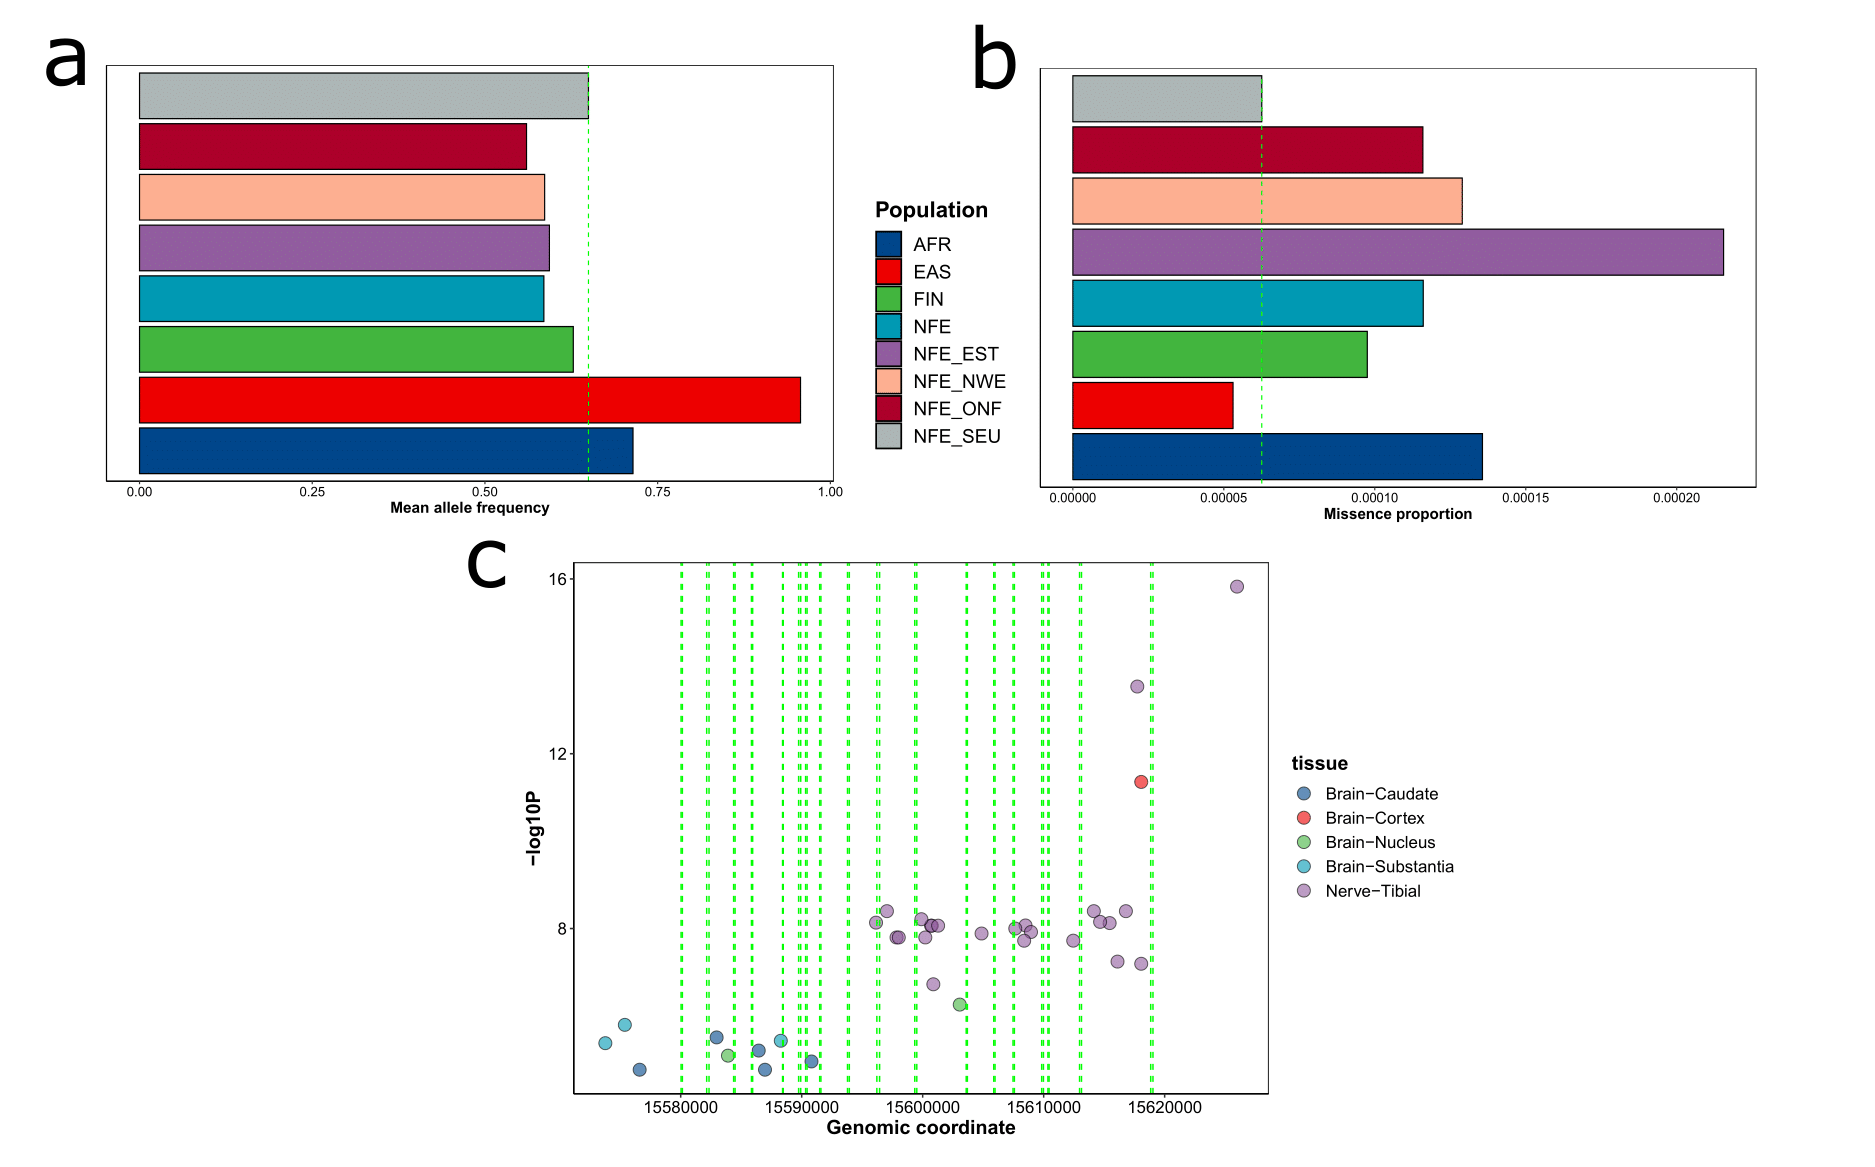 a
b
0.00 0.25 0.50 0.75 1.00
Mean allele frequency
Population
AFR
EAS
FIN
NFE
NFE_EST
NFE_NWE
NFE_ONF
NFE_SEU
0.00000 0.00005 0.00010 0.00015 0.00020
Missence proportion
c
16
12
8
−log10P
15580000 15590000 15600000 15610000 15620000
Genomic coordinate
tissue
Brain−Caudate
Brain−Cortex
Brain−Nucleus
Brain−Substantia
Nerve−Tibial